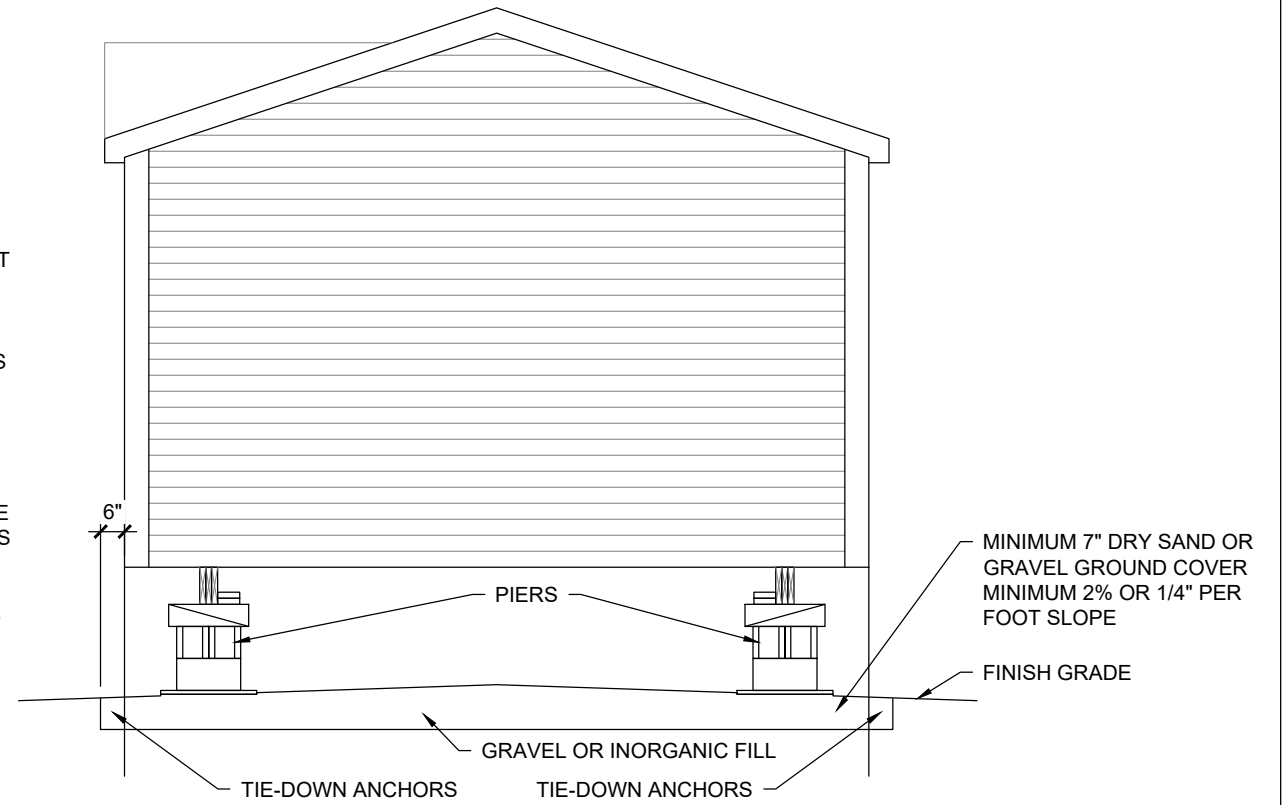 T
S
E
S
6"
PIERS
MINIMUM 7" DRY SAND OR
GRAVEL GROUND COVER
MINIMUM 2% OR 1/4" PER
FOOT SLOPE
FINISH GRADE
GRAVEL OR INORGANIC FILL
TIE-DOWN ANCHORS
TIE-DOWN ANCHORS